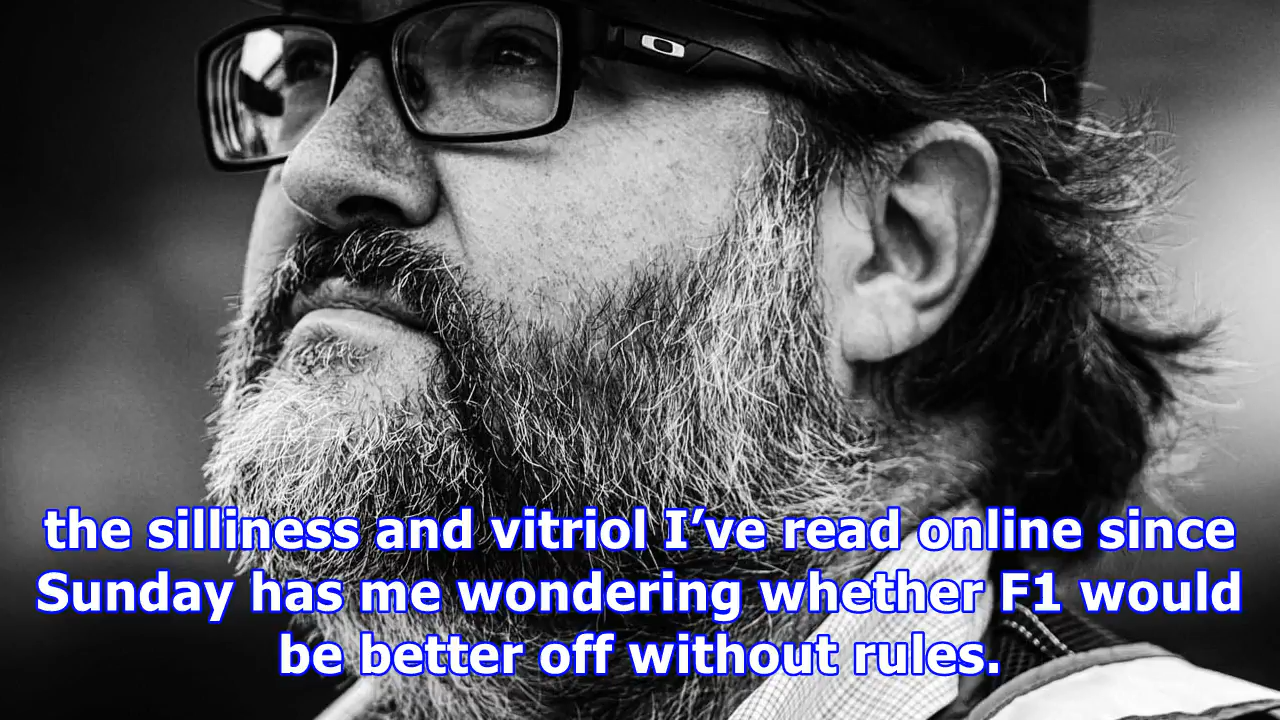 the silliness and vitriol I’ve read online since
Sunday has me wondering whether F1 would
be better off without rules.